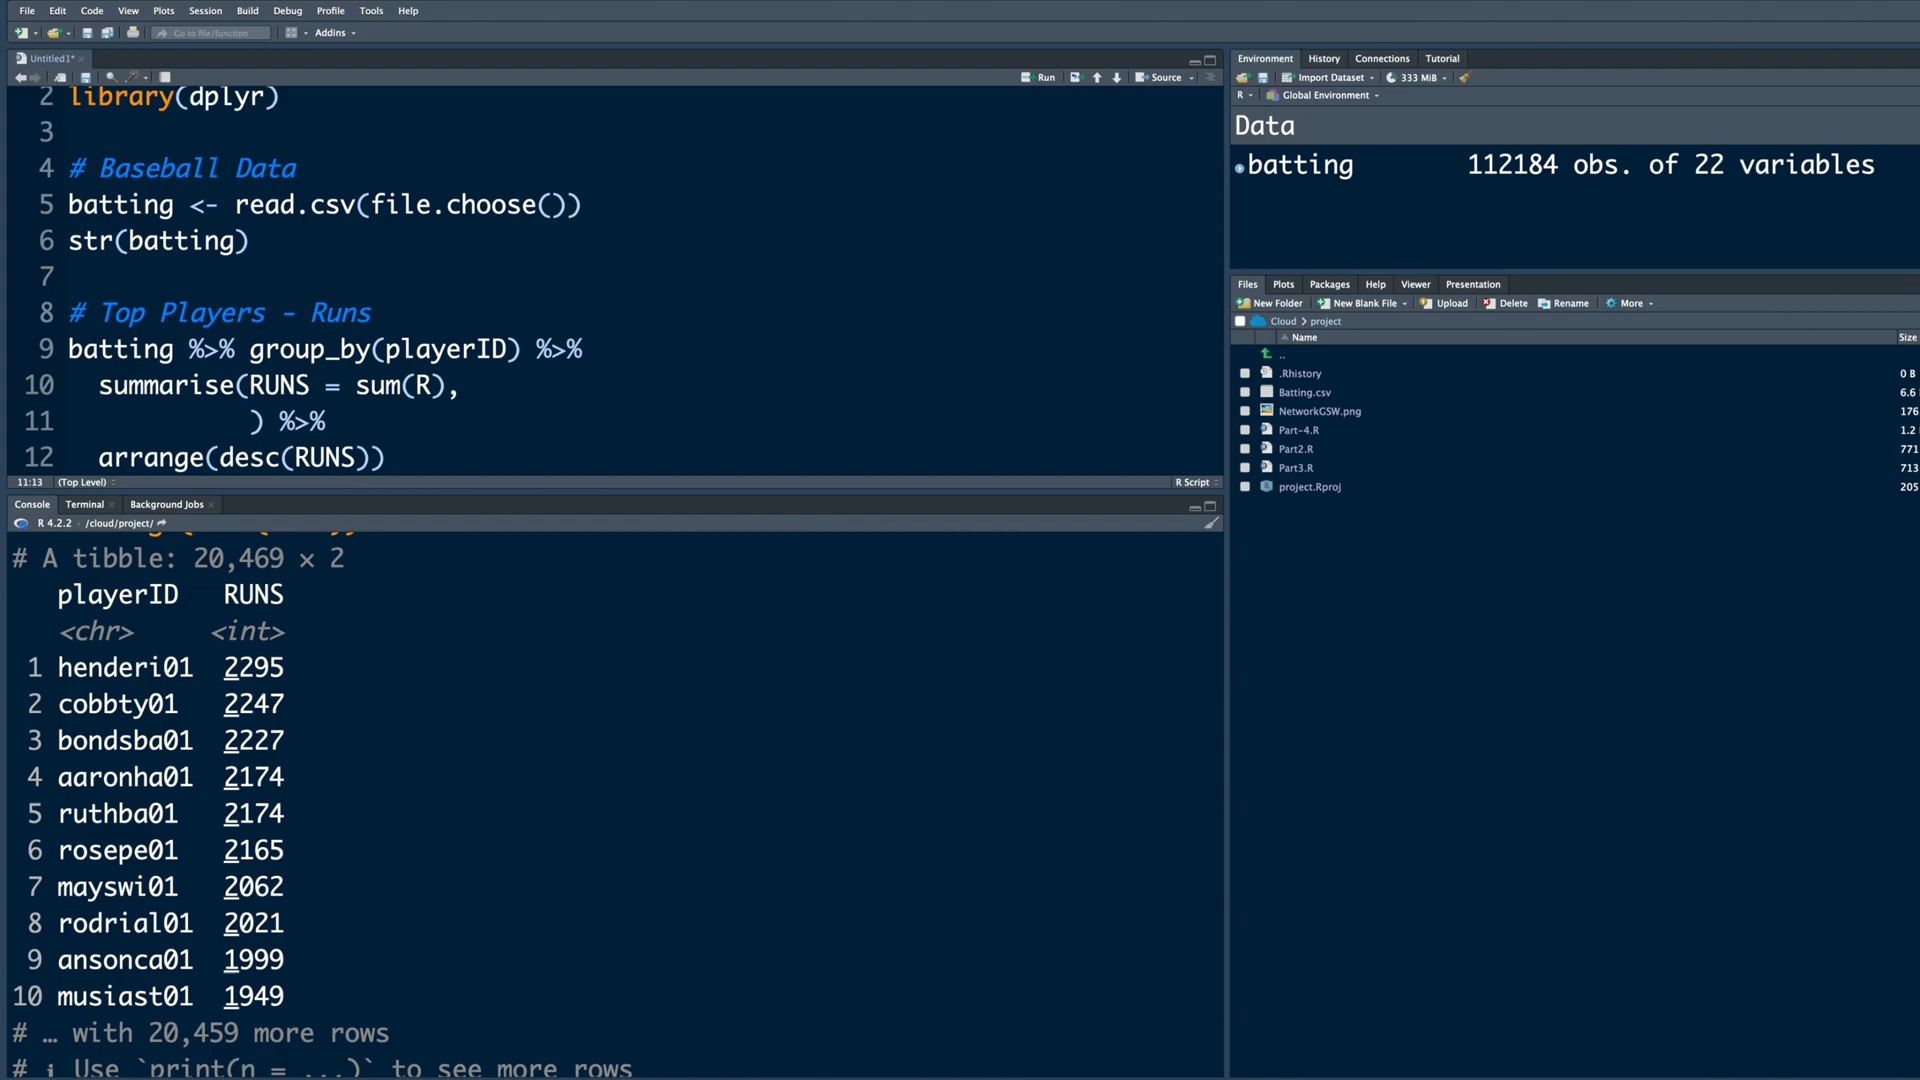 File Edit Code View Plots Session Build Debug Profile Tools Help
Go to file/function Addins
Untitled1*
Run Source
2 library(dplyr)
3
4 # Baseball Data
5 batting <- read.csv(file.choose())
6 str(batting)
7
8 # Top Players - Runs
9 batting %>% group_by(playerID) %>%
10 summarise(RUNS = sum(R),
11 ) %>%
12 arrange(desc(RUNS))
11:13 (Top Level) R Script
Console Terminal Background Jobs
R 4.2.2 · /cloud/project/
# A tibble: 20,469 × 2
playerID RUNS
<chr> <int>
1 henderi01 2295
2 cobbty01 2247
3 bondsba01 2227
4 aaronha01 2174
5 ruthba01 2174
6 rosepe01 2165
7 mayswi01 2062
8 rodrial01 2021
9 ansonca01 1999
10 musiast01 1949
# … with 20,459 more rows
# ℹ Use `print(n = ...)` to see more rows
Environment History Connections Tutorial
Import Dataset 333 MiB
R Global Environment
Data
batting 112184 obs. of 22 variables
Files Plots Packages Help Viewer Presentation
New Folder New Blank File Upload Delete Rename More
Cloud project
Name Size
..
.Rhistory 0 B
Batting.csv 6.6
NetworkGSW.png 176
Part-4.R 1.2
Part2.R 771
Part3.R 713
project.Rproj 205